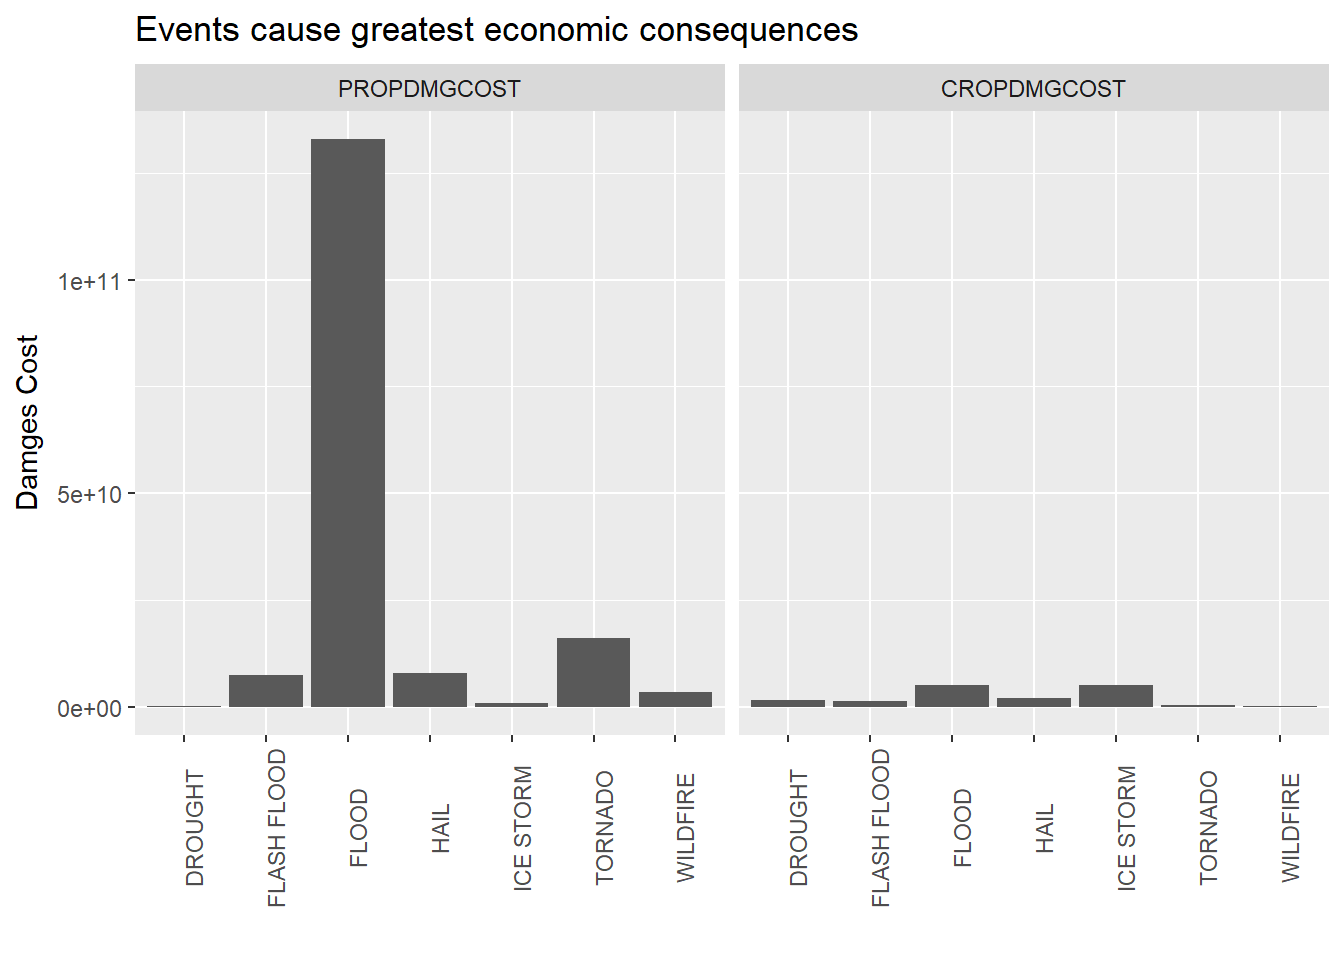 Events cause greatest economic consequences
PROPDMGCOST
CROPDMGCOST
Damges Cost
1e+11
5e+10
0e+00
DROUGHT
FLASH FLOOD
FLOOD
HAIL
ICE STORM
TORNADO
WILDFIRE
DROUGHT
FLASH FLOOD
FLOOD
HAIL
ICE STORM
TORNADO
WILDFIRE